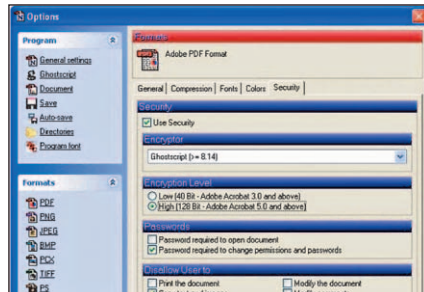 Options
Program
General settings
Ghostscript
Document
Save
Auto-save
Directories
Program font
Formats
PDF
PNG
JPEG
BMP
PCX
TIFF
PS
Formats
Adobe PDF Format
General Compression Fonts Colors Security
Security
Use Security
Encryptor
Ghostscript (>= 8.14)
Encryption Level
Low (40 Bit - Adobe Acrobat 3.0 and above)
High (128 Bit - Adobe Acrobat 5.0 and above)
Passwords
Password required to open document
Password required to change permissions and passwords
Disallow User to
Print the document Modify the document